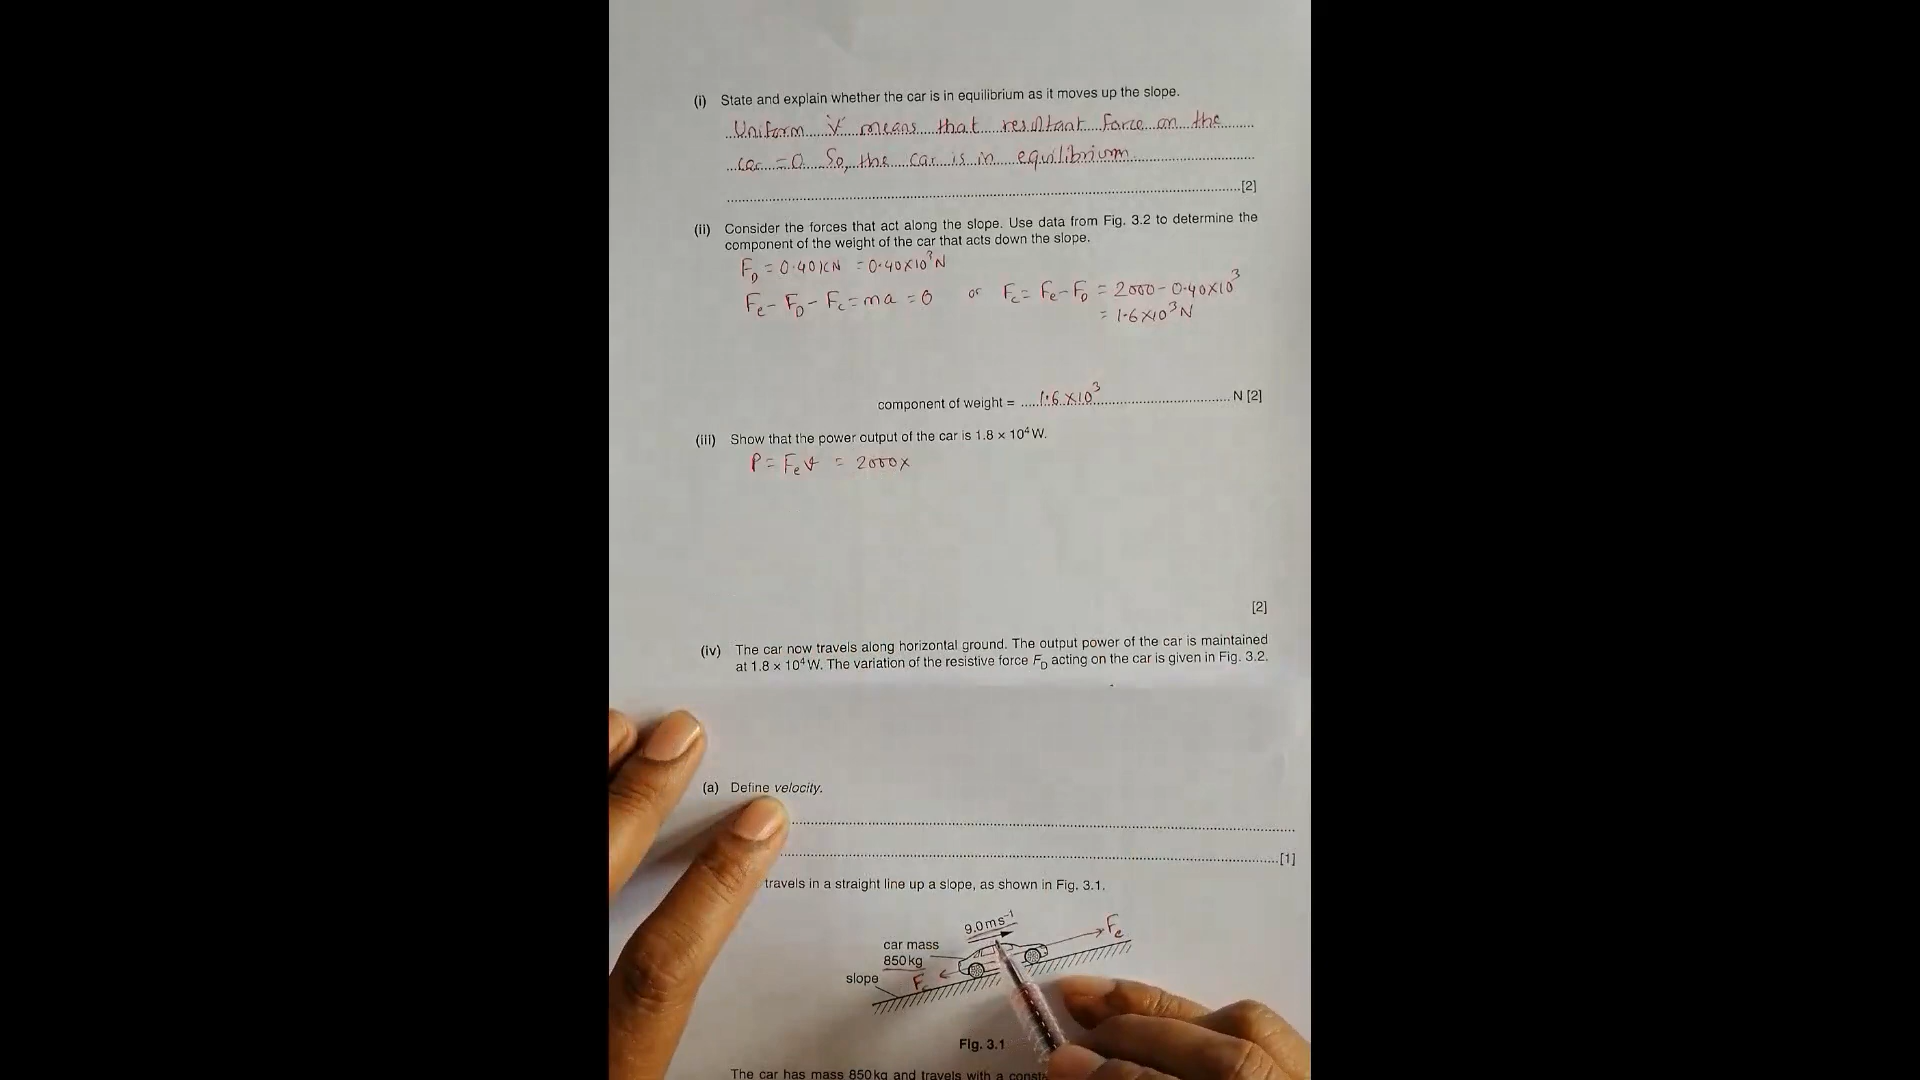 (i) State and explain whether the car is in equilibrium as it moves up the slope.
Uniform v means that resultant force on the
car = 0. So, the car is in equilibrium
[2]
(ii) Consider the forces that act along the slope. Use data from Fig. 3.2 to determine the
component of the weight of the car that acts down the slope.
F_D = 0.40 kN = 0.40×10³ N
F_e - F_D - F_c = ma = 0 or F_c = F_e - F_D = 2000 - 0.40×10³
= 1.6×10³ N
component of weight = 1.6×10³ N [2]
(iii) Show that the power output of the car is 1.8 × 10⁴ W.
P = F_e v = 2000×
[2]
(iv) The car now travels along horizontal ground. The output power of the car is maintained
at 1.8 × 10⁴ W. The variation of the resistive force F_D acting on the car is given in Fig. 3.2.
(a) Define velocity.
[1]
travels in a straight line up a slope, as shown in Fig. 3.1.
9.0 m s⁻¹
F_e
car mass
850 kg
slope
Fig. 3.1
The car has mass 850 kg and travels with a